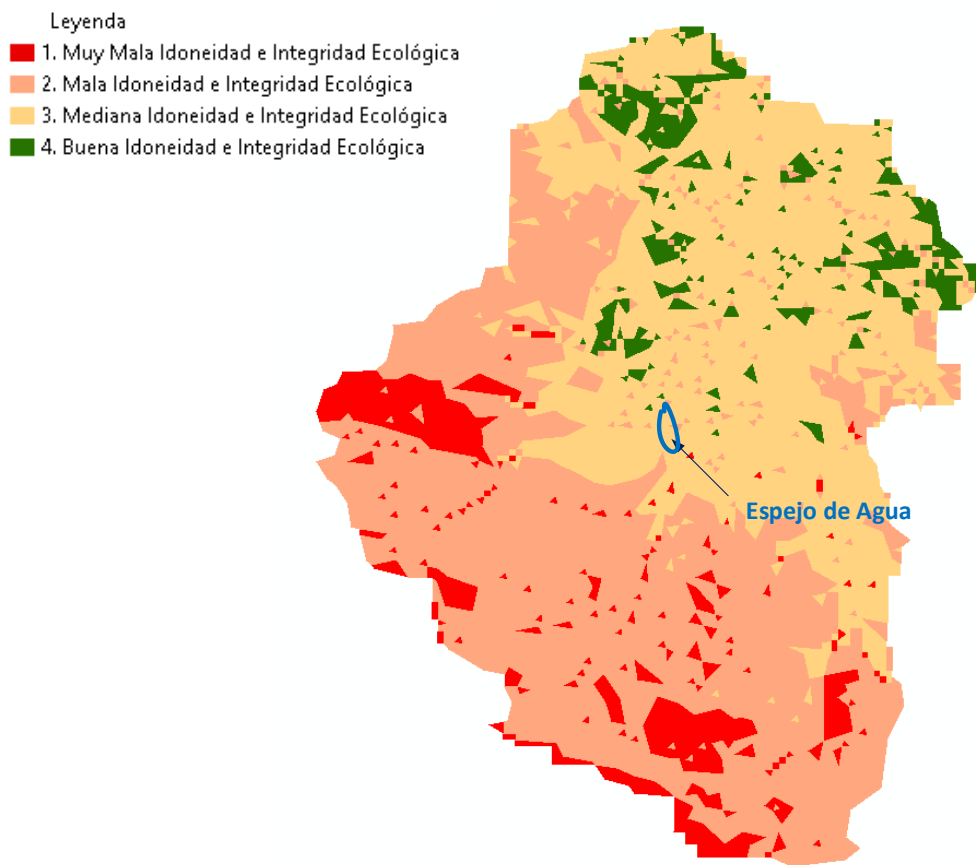 Leyenda
1. Muy Mala Idoneidad e Integridad Ecológica
2. Mala Idoneidad e Integridad Ecológica
3. Mediana Idoneidad e Integridad Ecológica
4. Buena Idoneidad e Integridad Ecológica
Espejo de Agua